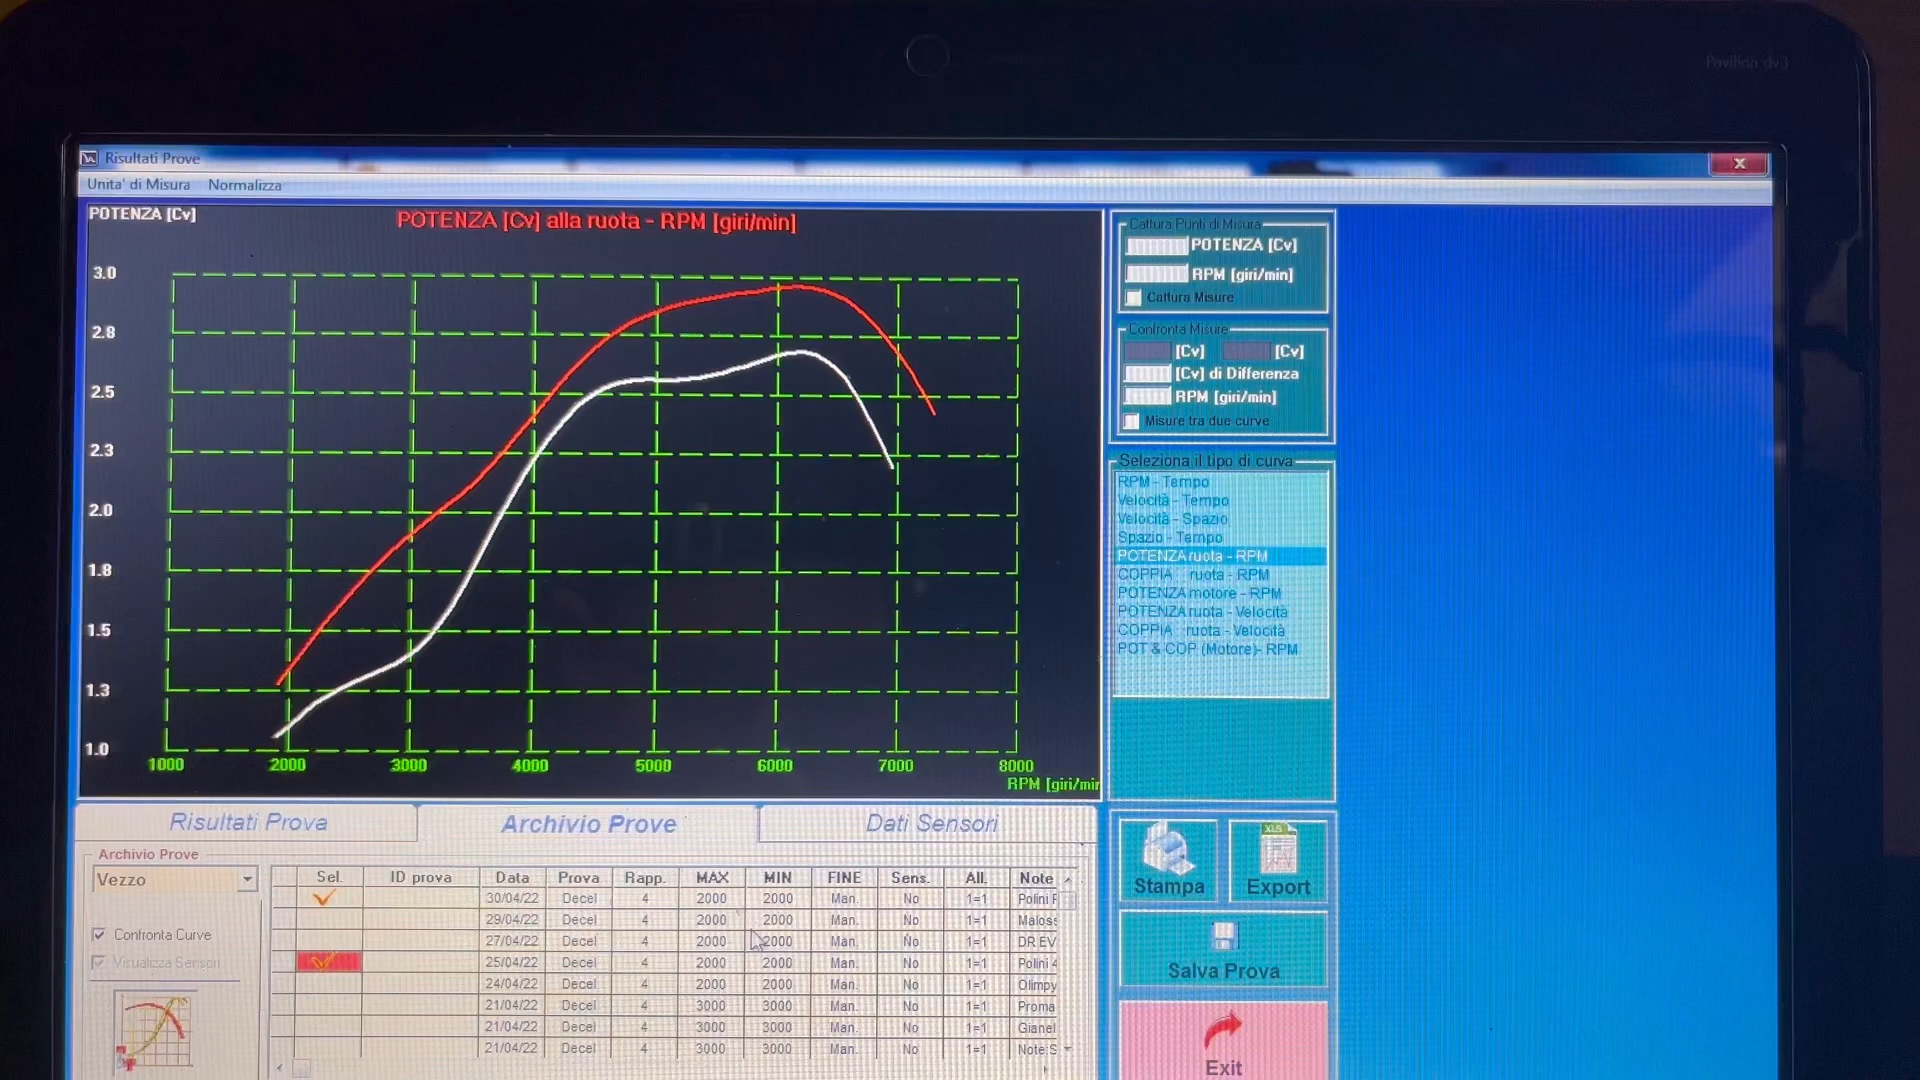 Pavilion dv3
Risultati Prove
X
Unita' di Misura Normalizza
POTENZA [Cv]
POTENZA [Cv] alla ruota - RPM [giri/min]
3.0
2.8
2.5
2.3
2.0
1.8
1.5
1.3
1.0
1000 2000 3000 4000 5000 6000 7000 8000
RPM [giri/min
Cattura Punti di Misura
POTENZA [Cv]
RPM [giri/min]
Cattura Misure
Confronta Misure
[Cv] [Cv]
[Cv] di Differenza
RPM [giri/min]
Misure tra due curve
Seleziona il tipo di curva
RPM - Tempo
Velocità - Tempo
Velocità - Spazio
Spazio - Tempo
POTENZA ruota - RPM
COPPIA ruota - RPM
POTENZA motore - RPM
POTENZA ruota - Velocità
COPPIA ruota - Velocità
POT & COP (Motore)- RPM
Risultati Prova Archivio Prove Dati Sensori
Archivio Prove
Vezzo
Confronta Curve
Visualizza Sensori
Sel. ID prova Data Prova Rapp. MAX MIN FINE Sens. All. Note
30/04/22 Decel 4 2000 2000 Man. No 1=1 Polini F
29/04/22 Decel 4 2000 2000 Man. No 1=1 Maloss
27/04/22 Decel 4 2000 2000 Man. No 1=1 DR EV
25/04/22 Decel 4 2000 2000 Man. No 1=1 Polini 4
24/04/22 Decel 4 2000 2000 Man. No 1=1 Olimpy
21/04/22 Decel 4 3000 3000 Man. No 1=1 Proma
21/04/22 Decel 4 3000 3000 Man. No 1=1 Gianel
21/04/22 Decel 4 3000 3000 Man. No 1=1 Note:S
Stampa
XLS
Export
Salva Prova
Exit